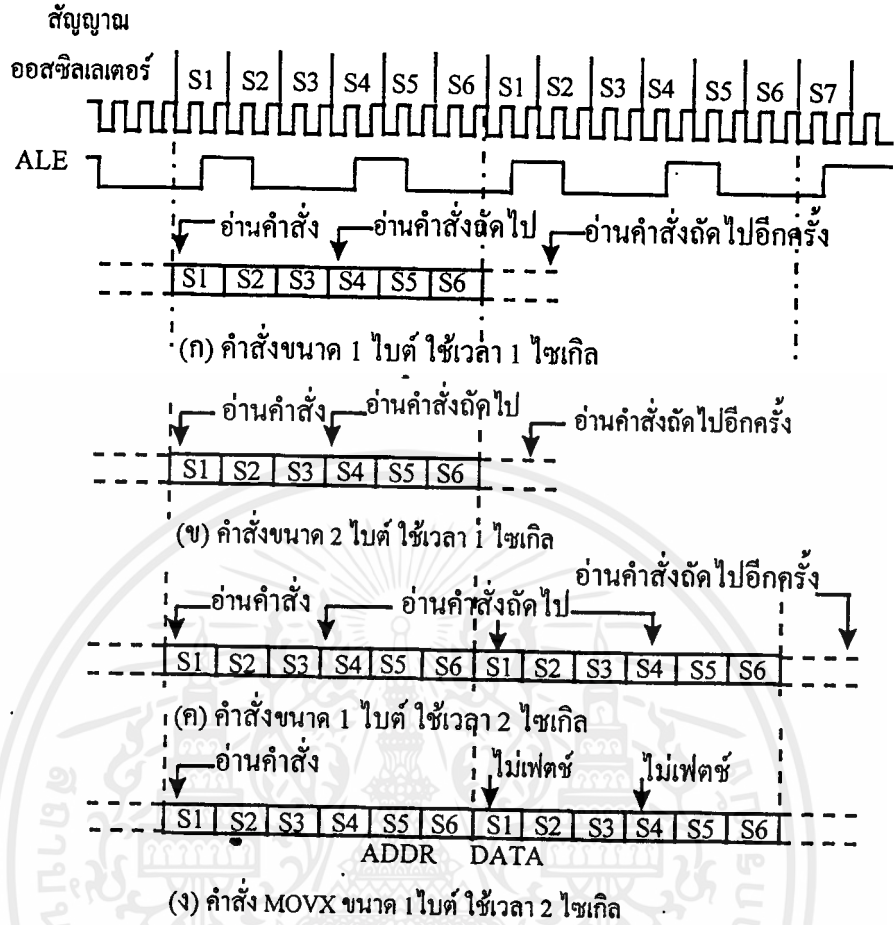 สัญญาณ
ออสซิลเลเตอร์ S1 S2 S3 S4 S5 S6 S1 S2 S3 S4 S5 S6 S7
ALE
อ่านคำสั่ง อ่านคำสั่งถัดไป อ่านคำสั่งถัดไปอีกครั้ง
S1 S2 S3 S4 S5 S6
(ก) คำสั่งขนาด 1 ไบต์ ใช้เวลา 1 ไซเกิล
อ่านคำสั่ง อ่านคำสั่งถัดไป อ่านคำสั่งถัดไปอีกครั้ง
S1 S2 S3 S4 S5 S6
(ข) คำสั่งขนาด 2 ไบต์ ใช้เวลา 1 ไซเกิล
อ่านคำสั่ง อ่านคำสั่งถัดไป อ่านคำสั่งถัดไปอีกครั้ง
S1 S2 S3 S4 S5 S6 S1 S2 S3 S4 S5 S6
(ค) คำสั่งขนาด 1 ไบต์ ใช้เวลา 2 ไซเกิล
อ่านคำสั่ง ไม่เฟตช์ ไม่เฟตช์
S1 S2 S3 S4 S5 S6 S1 S2 S3 S4 S5 S6
ADDR DATA
(ง) คำสั่ง MOVX ขนาด 1ไบต์ ใช้เวลา 2 ไซเกิล